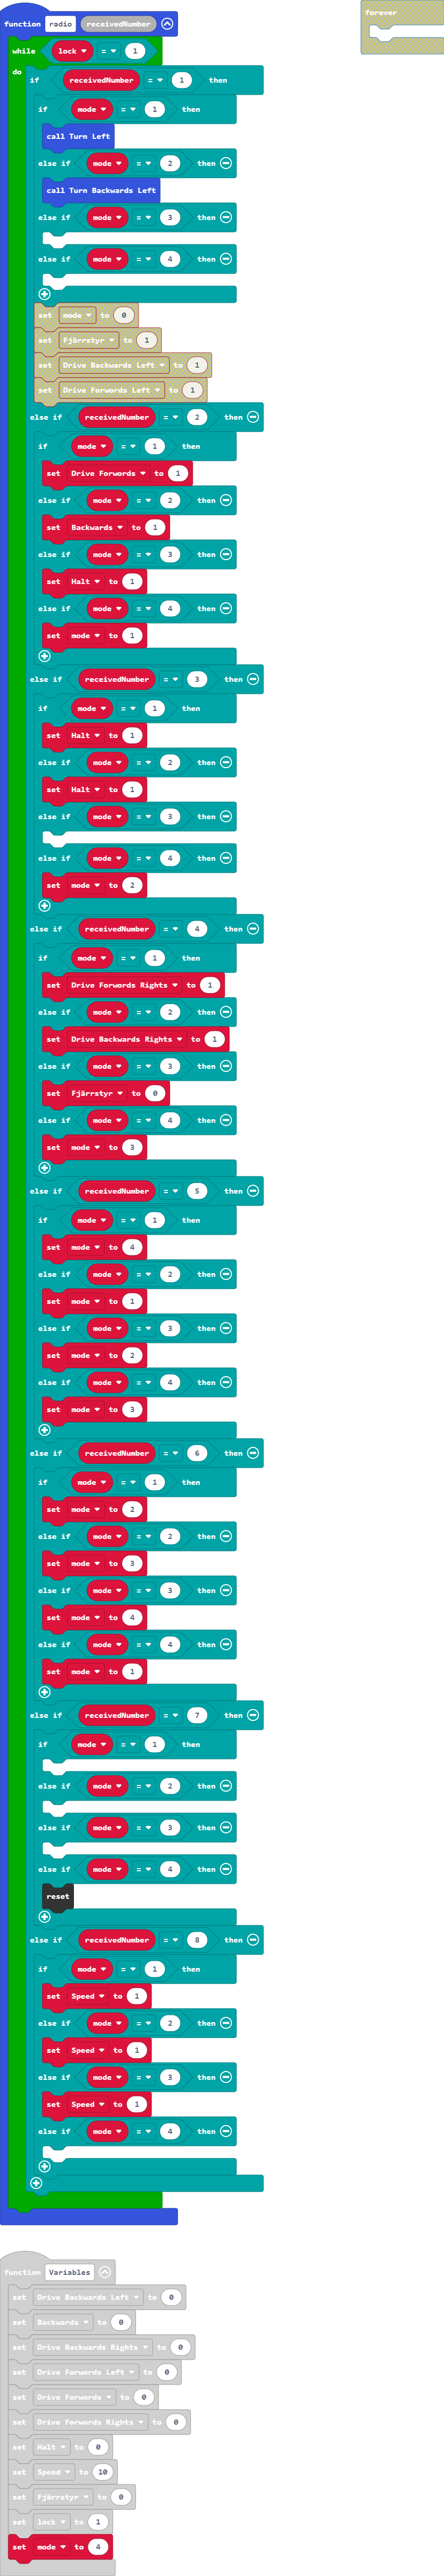 function radio receivedNumber
forever
while lock = 1
do
if receivedNumber = 1 then
if mode = 1 then
call Turn Left
else if mode = 2 then
call Turn Backwards Left
else if mode = 3 then
else if mode = 4 then
set mode to 0
set Fjärrstyr to 1
set Drive Backwards Left to 1
set Drive Forwords Left to 1
else if receivedNumber = 2 then
if mode = 1 then
set Drive Forwords to 1
else if mode = 2 then
set Backwards to 1
else if mode = 3 then
set Halt to 1
else if mode = 4 then
set mode to 1
else if receivedNumber = 3 then
if mode = 1 then
set Halt to 1
else if mode = 2 then
set Halt to 1
else if mode = 3 then
else if mode = 4 then
set mode to 2
else if receivedNumber = 4 then
if mode = 1 then
set Drive Forwords Rights to 1
else if mode = 2 then
set Drive Backwards Rights to 1
else if mode = 3 then
set Fjärrstyr to 0
else if mode = 4 then
set mode to 3
else if receivedNumber = 5 then
if mode = 1 then
set mode to 4
else if mode = 2 then
set mode to 1
else if mode = 3 then
set mode to 2
else if mode = 4 then
set mode to 3
else if receivedNumber = 6 then
if mode = 1 then
set mode to 2
else if mode = 2 then
set mode to 3
else if mode = 3 then
set mode to 4
else if mode = 4 then
set mode to 1
else if receivedNumber = 7 then
if mode = 1 then
else if mode = 2 then
else if mode = 3 then
else if mode = 4 then
reset
else if receivedNumber = 8 then
if mode = 1 then
set Speed to 1
else if mode = 2 then
set Speed to 1
else if mode = 3 then
set Speed to 1
else if mode = 4 then
function Variables
set Drive Backwards Left to 0
set Backwards to 0
set Drive Backwards Rights to 0
set Drive Forwords Left to 0
set Drive Forwords to 0
set Drive Forwords Rights to 0
set Halt to 0
set Speed to 10
set Fjärrstyr to 0
set lock to 1
set mode to 4